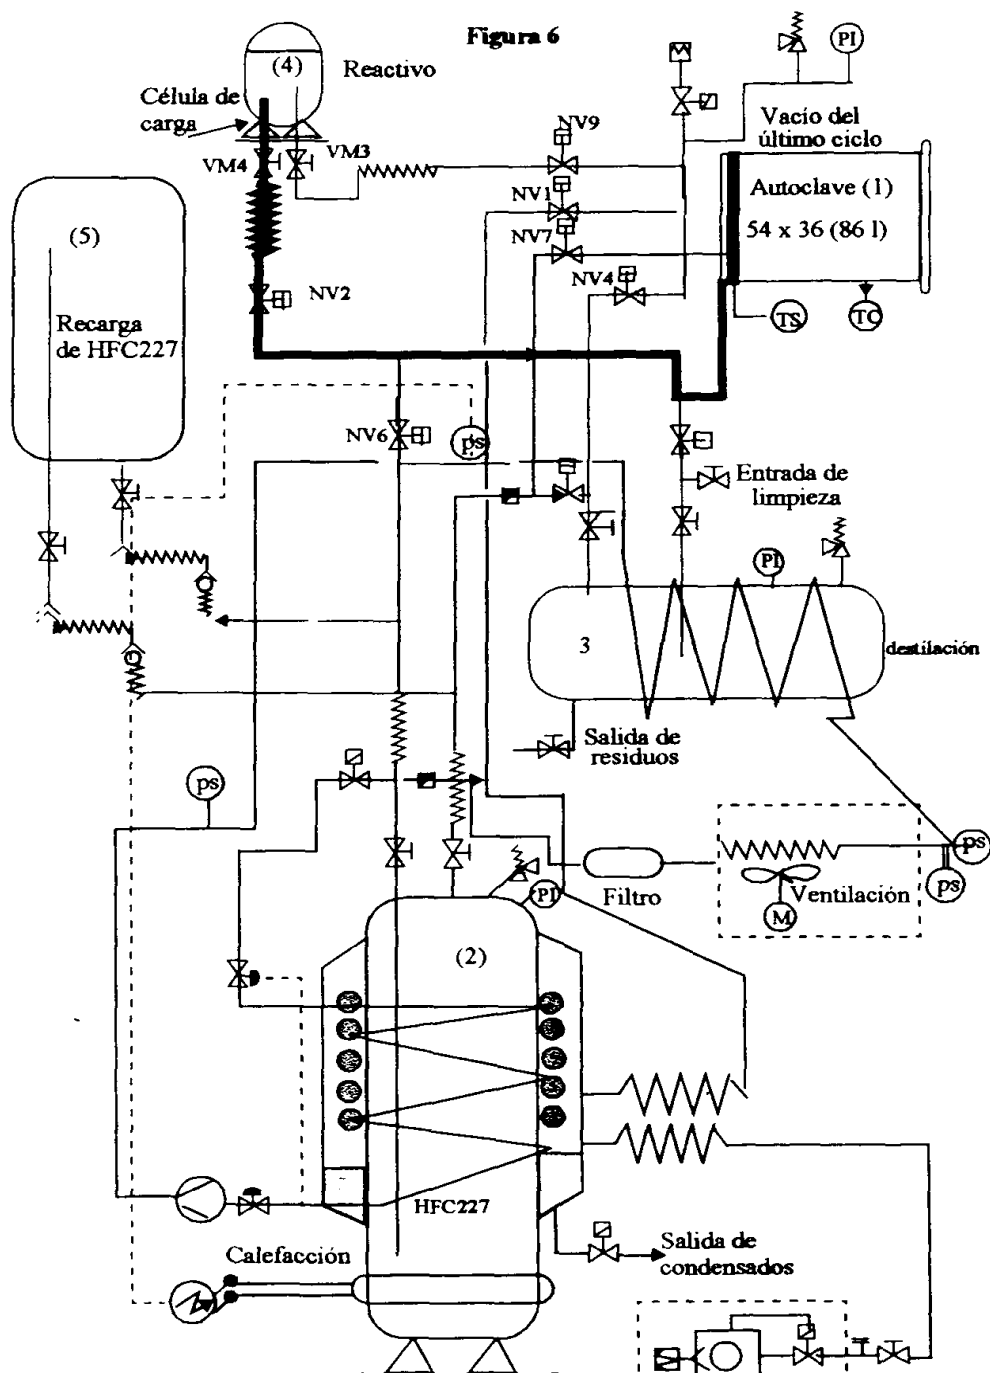 Figura 6
PI
(4)
Reactivo
Célula de
carga
VM4
VM3
NV9
Vacío del
último ciclo
NV1
Autoclave (1)
54 x 36 (86 l)
NV7
(5)
NV4
NV2
TS
TC
Recarga
de HFC227
NV6
ps
Entrada de
limpieza
PI
3
destilación
Salida de
residuos
ps
ps
ps
Ventilación
M
Filtro
PI
(2)
HFC227
Calefacción
Salida de
condensados